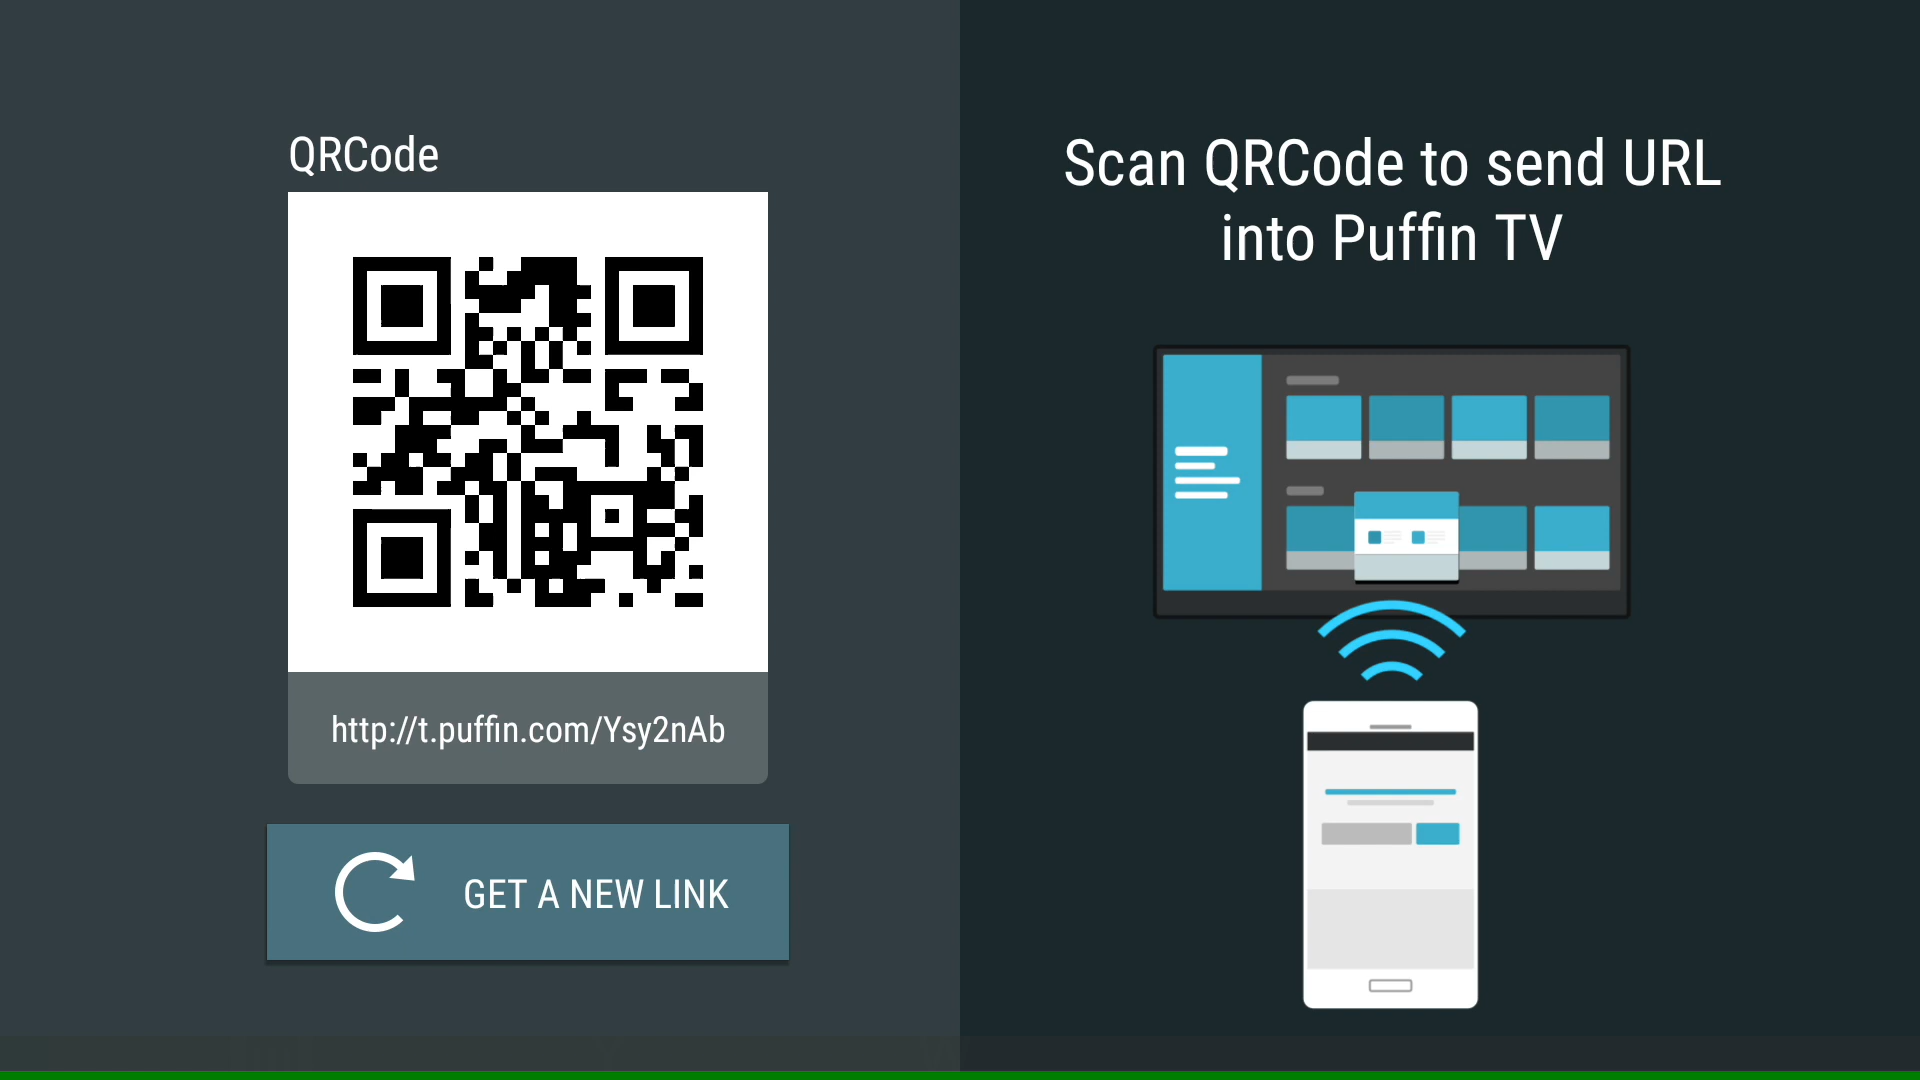 QRCode
http://t.puffin.com/Ysy2nAb
GET A NEW LINK
Scan QRCode to send URL
into Puffin TV